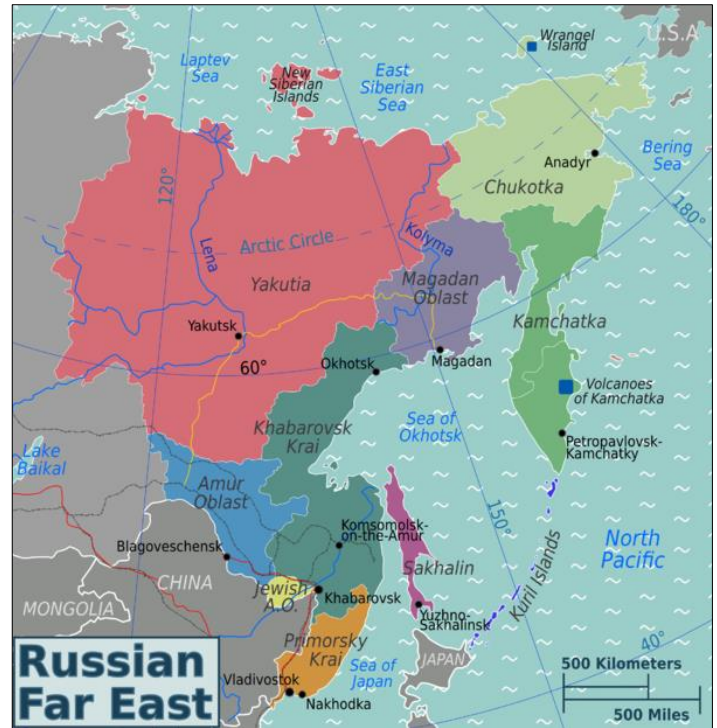 Wrangel
Island
U.S.A
Laptev
Sea
New
Siberian
Islands
East
Siberian
Sea
Bering
Sea
Anadyr
Chukotka
120°
180°
Lena
Arctic Circle
Kolyma
Yakutia
Magadan
Oblast
Kamchatka
Yakutsk
60°
Okhotsk
Magadan
Volcanoes
of Kamchatka
Khabarovsk
Krai
Sea of
Okhotsk
Petropavlovsk-
Kamchatky
Lake
Baikal
Amur
Oblast
150°
Komsomolsk-
on-the-Amur
North
Pacific
Blagoveschensk
CHINA
Sakhalin
Kuril Islands
Jewish
A.O.
Khabarovsk
MONGOLIA
Yuzhno-
Sakhalinsk
Primorsky
Krai
40°
JAPAN
Sea of
Japan
Vladivostok
Nakhodka
Russian
Far East
500 Kilometers
500 Miles